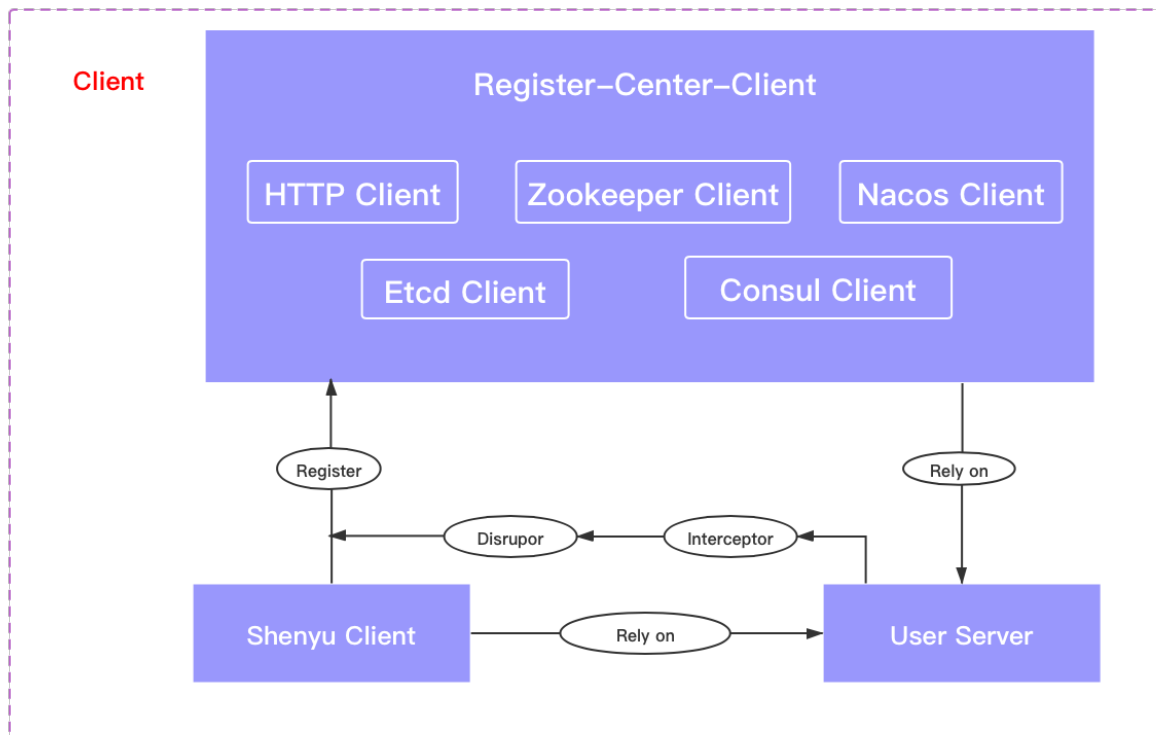 Client
Register-Center-Client
HTTP Client
Zookeeper Client
Nacos Client
Etcd Client
Consul Client
Register
Rely on
Disrupor
Interceptor
Shenyu Client
Rely on
User Server